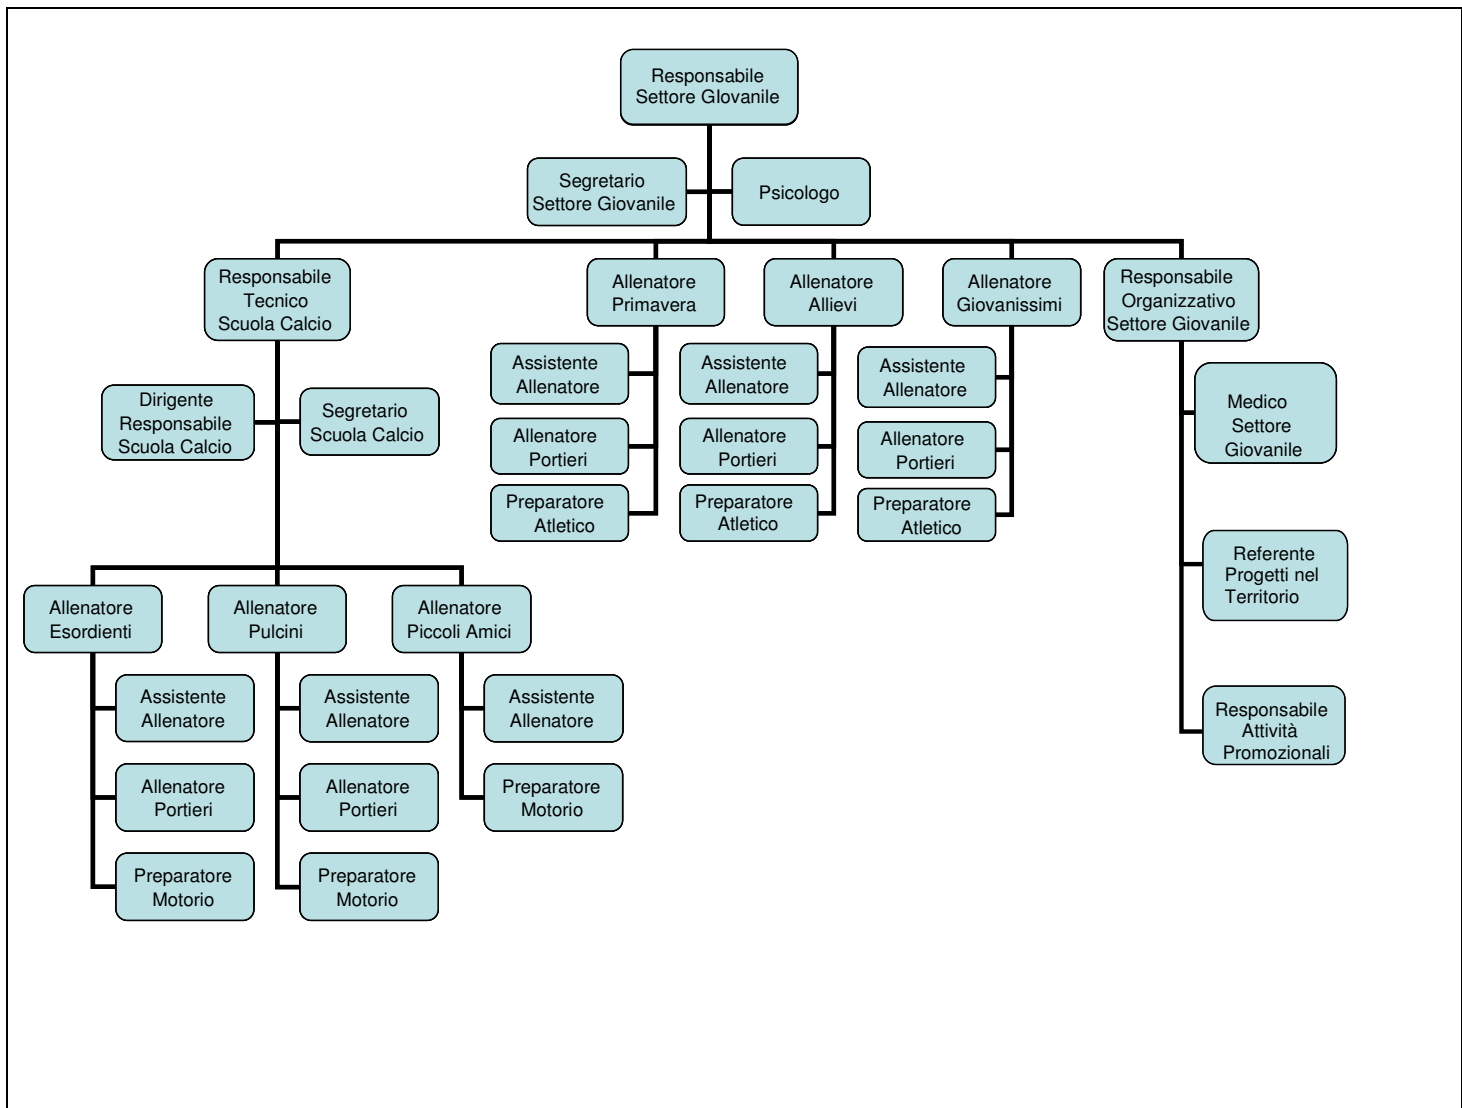 Responsabile
Settore GIovanile
Segretario
Settore Giovanile
Psicologo
Responsabile
Tecnico
Scuola Calcio
Allenatore
Primavera
Allenatore
Allievi
Allenatore
Giovanissimi
Responsabile
Organizzativo
Settore Giovanile
Dirigente
Responsabile
Scuola Calcio
Segretario
Scuola Calcio
Assistente
Allenatore
Allenatore
Portieri
Preparatore
Atletico
Assistente
Allenatore
Allenatore
Portieri
Preparatore
Atletico
Assistente
Allenatore
Allenatore
Portieri
Preparatore
Atletico
Medico
Settore
Giovanile
Referente
Progetti nel
Territorio
Responsabile
Attività
Promozionali
Allenatore
Esordienti
Assistente
Allenatore
Allenatore
Portieri
Preparatore
Motorio
Allenatore
Pulcini
Assistente
Allenatore
Allenatore
Portieri
Preparatore
Motorio
Allenatore
Piccoli Amici
Assistente
Allenatore
Preparatore
Motorio